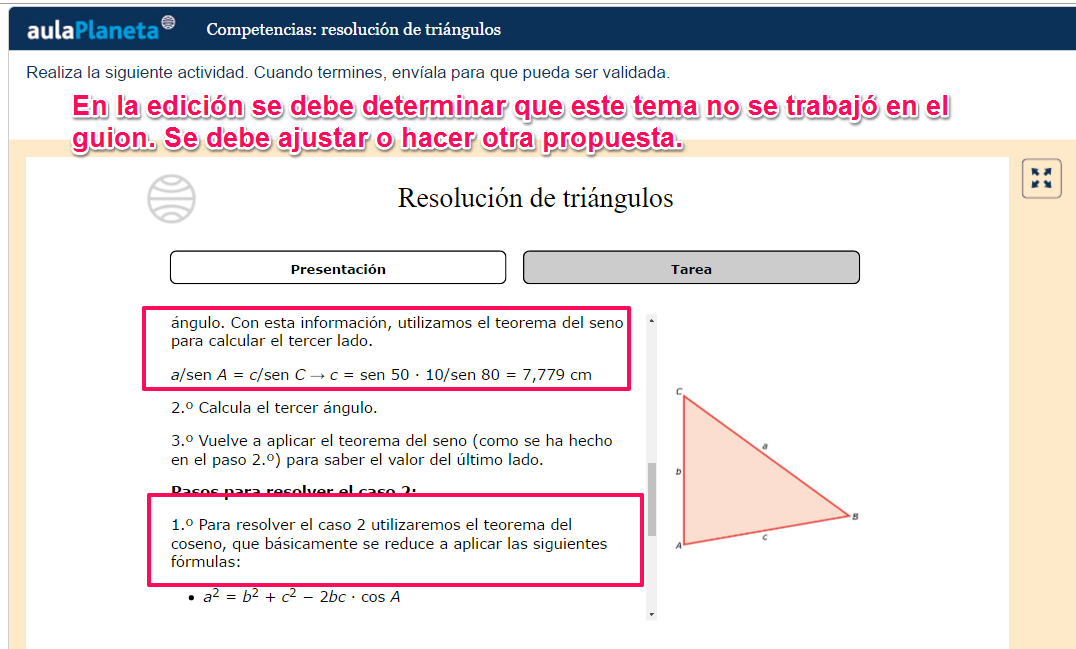 aulaPlaneta Competencias: resolución de triángulos
Realiza la siguiente actividad. Cuando termines, envíala para que pueda ser validada.
En la edición se debe determinar que este tema no se trabajó en el
guion. Se debe ajustar o hacer otra propuesta.
Resolución de triángulos
Presentación Tarea
ángulo. Con esta información, utilizamos el teorema del seno
para calcular el tercer lado.
a/sen A = c/sen C → c = sen 50 · 10/sen 80 = 7,779 cm
2.º Calcula el tercer ángulo.
3.º Vuelve a aplicar el teorema del seno (como se ha hecho
en el paso 2.º) para saber el valor del último lado.
Pasos para resolver el caso 2:
1.º Para resolver el caso 2 utilizaremos el teorema del
coseno, que básicamente se reduce a aplicar las siguientes
fórmulas:
• a² = b² + c² − 2bc · cos A
C
a
b
B
c
A